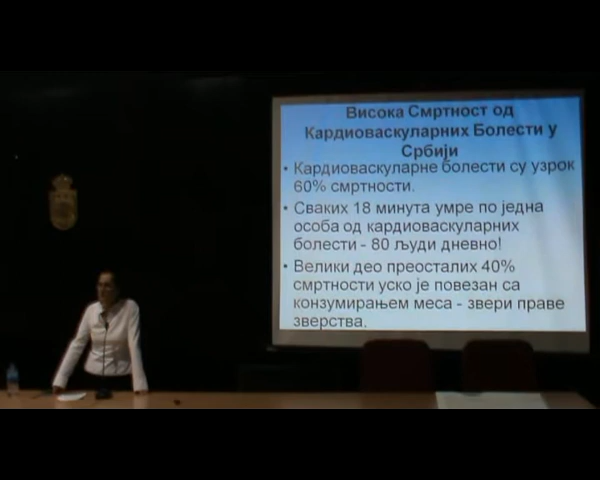 Висока Смртност од
Кардиоваскуларних Болести у
Србији
• Кардиоваскуларне болести су узрок
60% смртности.
• Сваких 18 минута умре по једна
особа од кардиоваскуларних
болести - 80 људи дневно!
• Велики део преосталих 40%
смртности уско је повезан са
конзумирањем меса - звери праве
зверства.